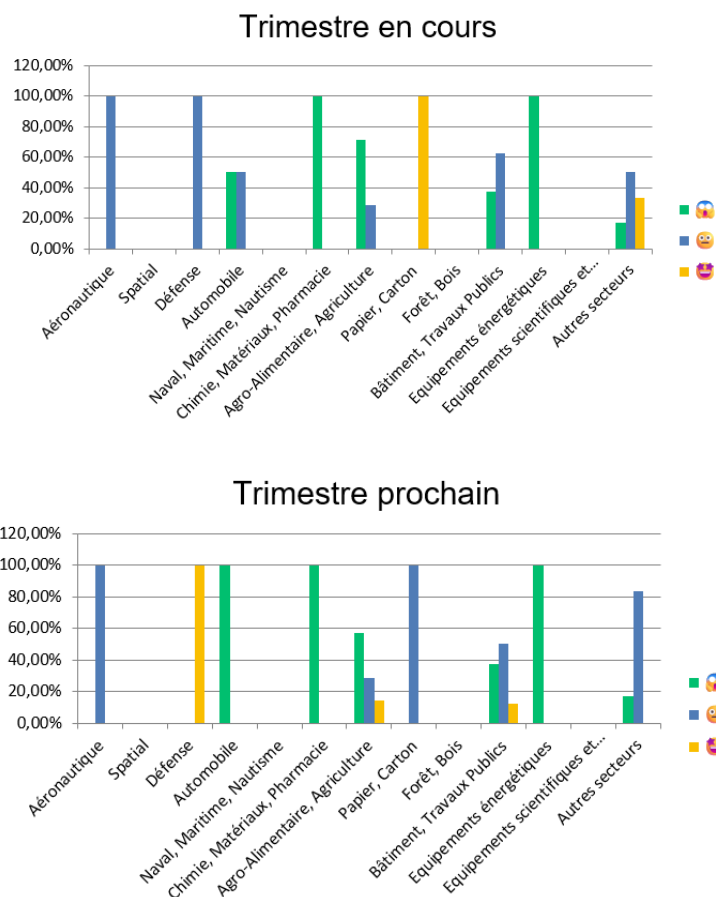 Trimestre en cours
120,00%
100,00%
80,00%
60,00%
40,00%
20,00%
0,00%
Aéronautique
Spatial
Défense
Automobile
Naval, Maritime, Nautisme
Chimie, Matériaux, Pharmacie
Agro-Alimentaire, Agriculture
Papier, Carton
Forêt, Bois
Bâtiment, Travaux Publics
Equipements énergétiques
Equipements scientifiques et...
Autres secteurs
😱
😐
🤩
Trimestre prochain
120,00%
100,00%
80,00%
60,00%
40,00%
20,00%
0,00%
Aéronautique
Spatial
Défense
Automobile
Naval, Maritime, Nautisme
Chimie, Matériaux, Pharmacie
Agro-Alimentaire, Agriculture
Papier, Carton
Forêt, Bois
Bâtiment, Travaux Publics
Equipements énergétiques
Equipements scientifiques et...
Autres secteurs